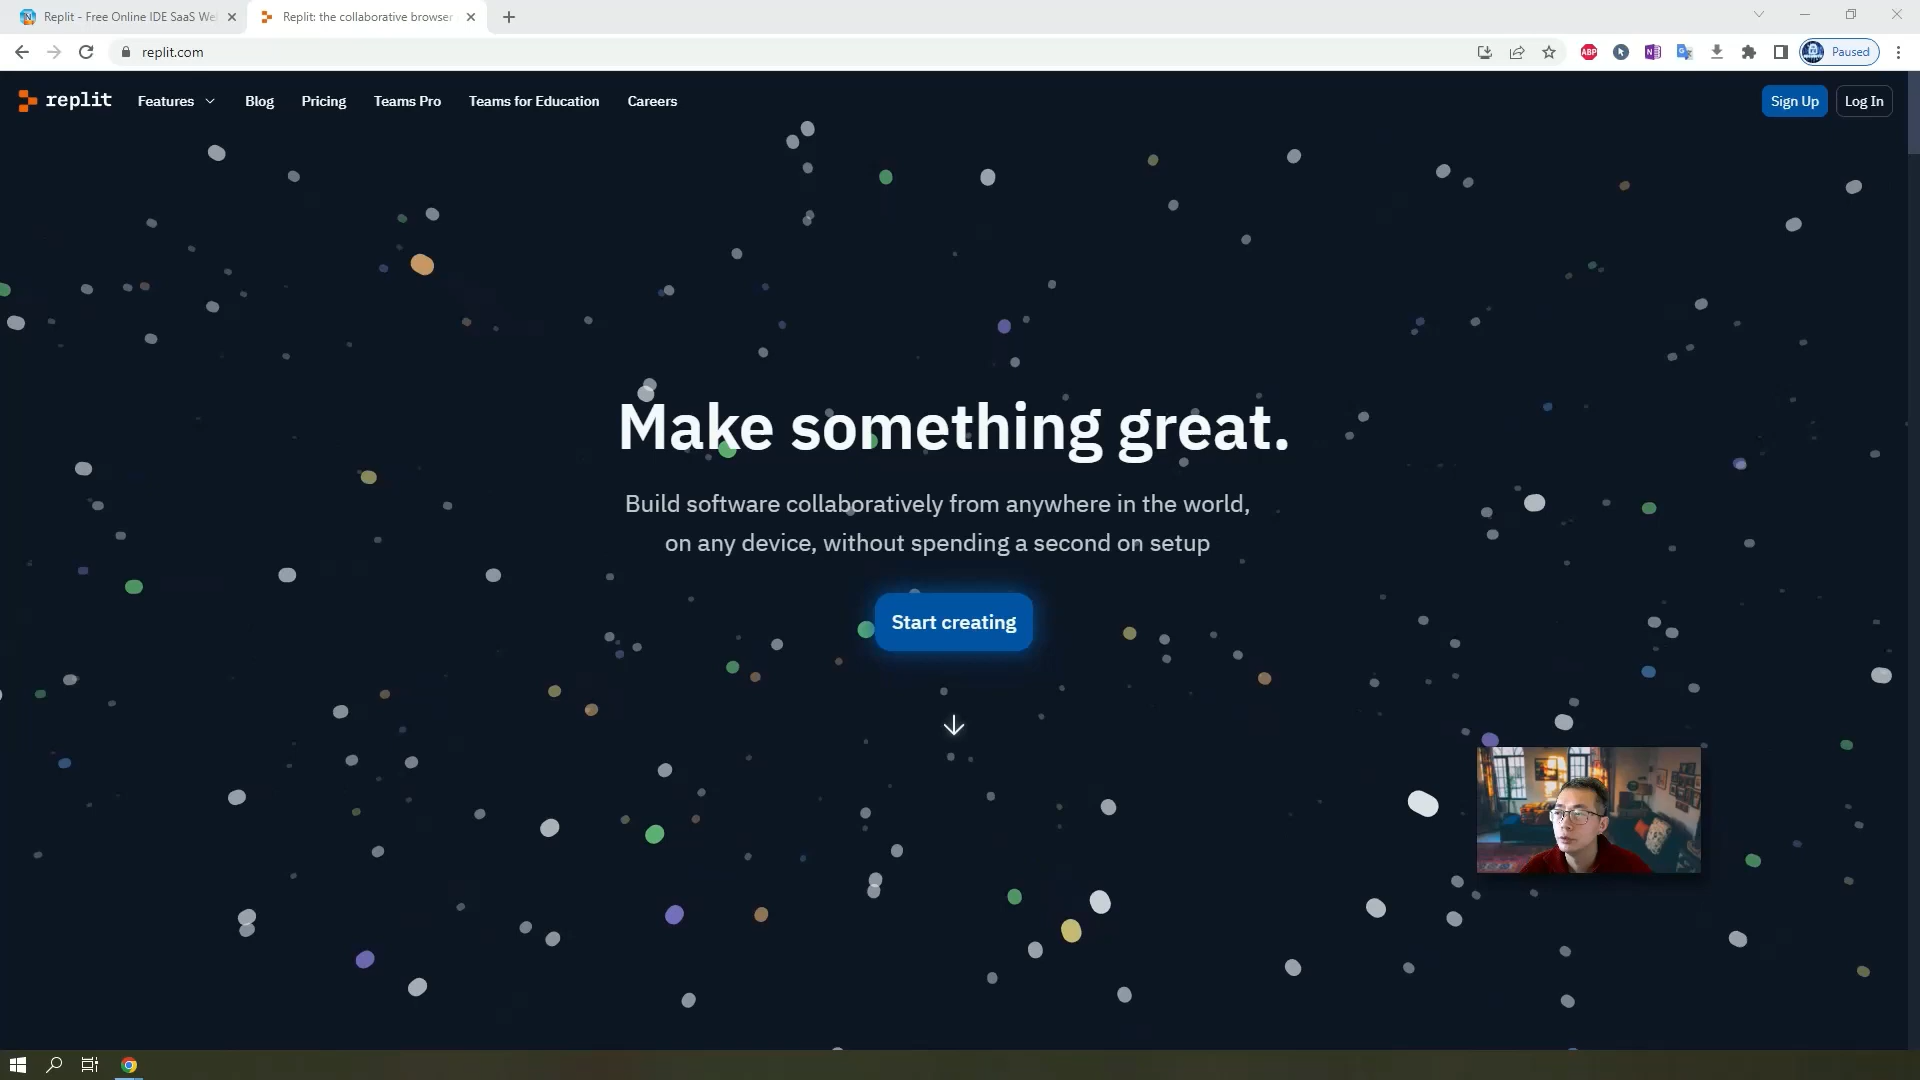 Replit - Free Online IDE SaaS We
Replit: the collaborative browser
replit.com
ABP
Paused
replit
Features
Blog
Pricing
Teams Pro
Teams for Education
Careers
Sign Up
Log In
Make something great.
Build software collaboratively from anywhere in the world,
on any device, without spending a second on setup
Start creating